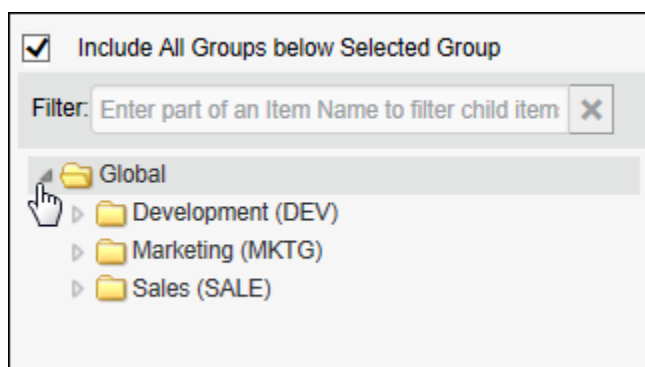 Include All Groups below Selected Group
Filter: Enter part of an Item Name to filter child item
Global
Development (DEV)
Marketing (MKTG)
Sales (SALE)